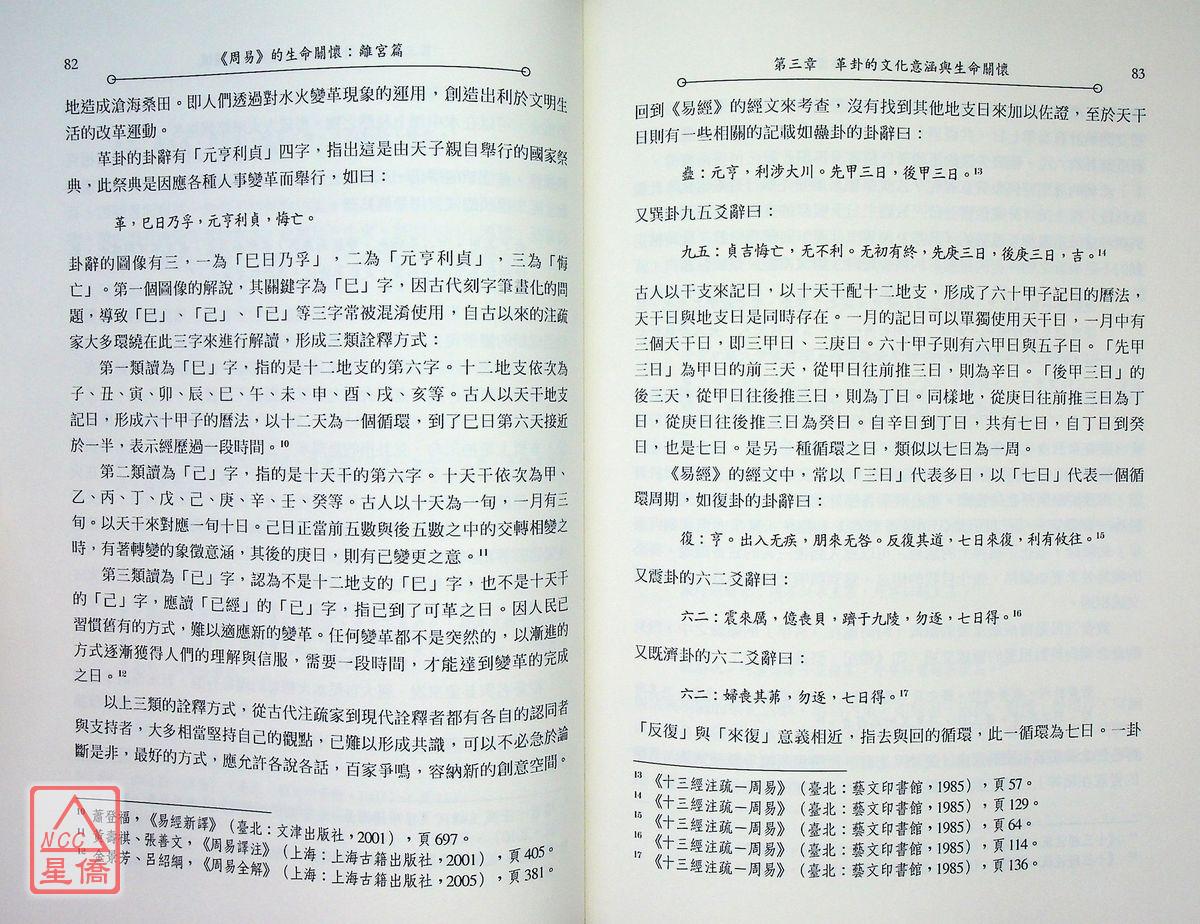 82
《周易》的生命關懷：離宮篇
地造成滄海桑田。即人們透過對水火變革現象的運用，創造出利於文明生
活的改革運動。
革卦的卦辭有「元亨利貞」四字，指出這是由天子親自舉行的國家祭
典，此祭典是因應各種人事變革而舉行，如曰：
革，巳日乃孚，元亨利貞，悔亡。
卦辭的圖像有三，一為「巳日乃孚」，二為「元亨利貞」，三為「悔
亡」。第一個圖像的解說，其關鍵字為「巳」字，因古代刻字筆畫化的問
題，導致「巳」、「己」、「已」等三字常被混淆使用，自古以來的注疏
家大多環繞在此三字來進行解讀，形成三類詮釋方式：
第一類讀為「巳」字，指的是十二地支的第六字。十二地支依次為
子、丑、寅、卯、辰、巳、午、未、申、酉、戌、亥等。古人以天干地支
記日，形成六十甲子的曆法，以十二天為一個循環，到了巳日第六天接近
於一半，表示經歷過一段時間。10
第二類讀為「己」字，指的是十天干的第六字。十天干依次為甲、
乙、丙、丁、戊、己、庚、辛、壬、癸等。古人以十天為一旬，一月有三
旬。以天干來對應一旬十日。己日正當前五數與後五數之中的交轉相變之
時，有著轉變的象徵意涵，其後的庚日，則有已變更之意。11
第三類讀為「已」字，認為不是十二地支的「巳」字，也不是十天干
的「己」字，應讀「已經」的「已」字，指已到了可革之日。因人民已
習慣舊有的方式，難以適應新的變革。任何變革都不是突然的，以漸進的
方式逐漸獲得人們的理解與信服，需要一段時間，才能達到變革的完成
之日。12
以上三類的詮釋方式，從古代注疏家到現代詮釋者都有各自的認同者
與支持者，大多相當堅持自己的觀點，已難以形成共識，可以不必急於論
斷是非，最好的方式，應允許各說各話，百家爭鳴，容納新的創意空間。
10 蕭登福，《易經新譯》（臺北：文津出版社，2001），頁697。
11 黃壽祺、張善文，《周易譯注》（上海：上海古籍出版社，2001），頁405。
12 金景芳、呂紹綱，《周易全解》（上海：上海古籍出版社，2005），頁381。
NCC
星僑
第三章 革卦的文化意涵與生命關懷
83
回到《易經》的經文來考查，沒有找到其他地支日來加以佐證，至於天干
日則有一些相關的記載如蠱卦的卦辭曰：
蠱：元亨，利涉大川。先甲三日，後甲三日。13
又巽卦九五爻辭曰：
九五：貞吉悔亡，无不利。无初有終，先庚三日，後庚三日，吉。14
古人以干支來記日，以十天干配十二地支，形成了六十甲子記日的曆法，
天干日與地支日是同時存在。一月的記日可以單獨使用天干日，一月中有
三個天干日，即三甲日、三庚日。六十甲子則有六甲日與五子日。「先甲
三日」為甲日的前三天，從甲日往前推三日，則為辛日。「後甲三日」的
後三天，從甲日往後推三日，則為丁日。同樣地，從庚日往前推三日為丁
日，從庚日往後推三日為癸日。自辛日到丁日，共有七日，自丁日到癸
日，也是七日。是另一種循環之日，類似以七日為一周。
《易經》的經文中，常以「三日」代表多日，以「七日」代表一個循
環周期，如復卦的卦辭曰：
復：亨。出入无疾，朋來无咎。反復其道，七日來復，利有攸往。15
又震卦的六二爻辭曰：
六二：震來厲，億喪貝，躋于九陵，勿逐，七日得。16
又既濟卦的六二爻辭曰：
六二：婦喪其茀，勿逐，七日得。17
「反復」與「來復」意義相近，指去與回的循環，此一循環為七日。一卦
13 《十三經注疏－周易》（臺北：藝文印書館，1985），頁57。
14 《十三經注疏－周易》（臺北：藝文印書館，1985），頁129。
15 《十三經注疏－周易》（臺北：藝文印書館，1985），頁64。
16 《十三經注疏－周易》（臺北：藝文印書館，1985），頁114。
17 《十三經注疏－周易》（臺北：藝文印書館，1985），頁136。